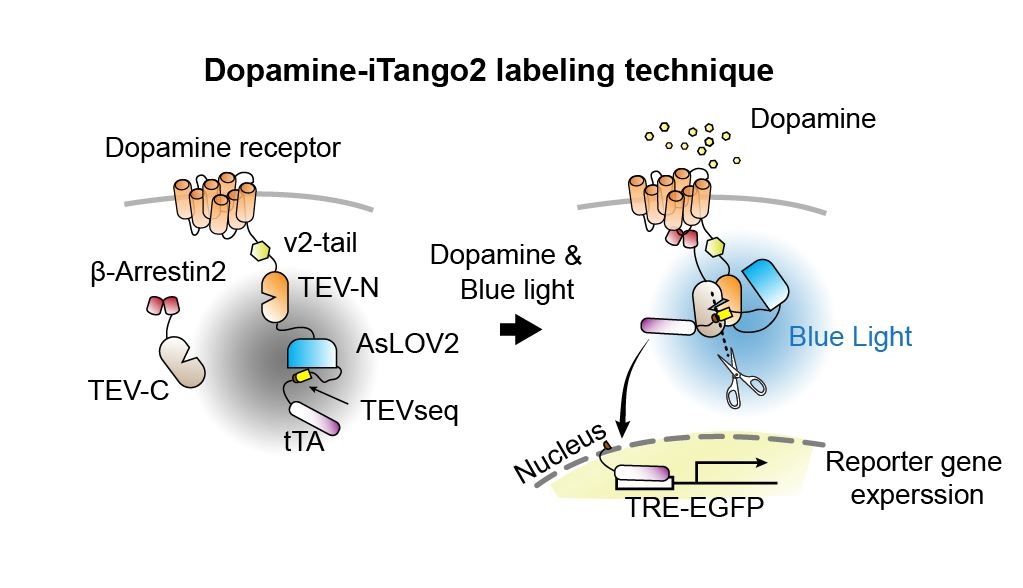 Dopamine-iTango2 labeling technique
Dopamine receptor
v2-tail
β-Arrestin2
TEV-N
AsLOV2
TEV-C
TEVseq
tTA
Dopamine &
Blue light
Dopamine
Blue Light
Nucleus
TRE-EGFP
Reporter gene
experssion